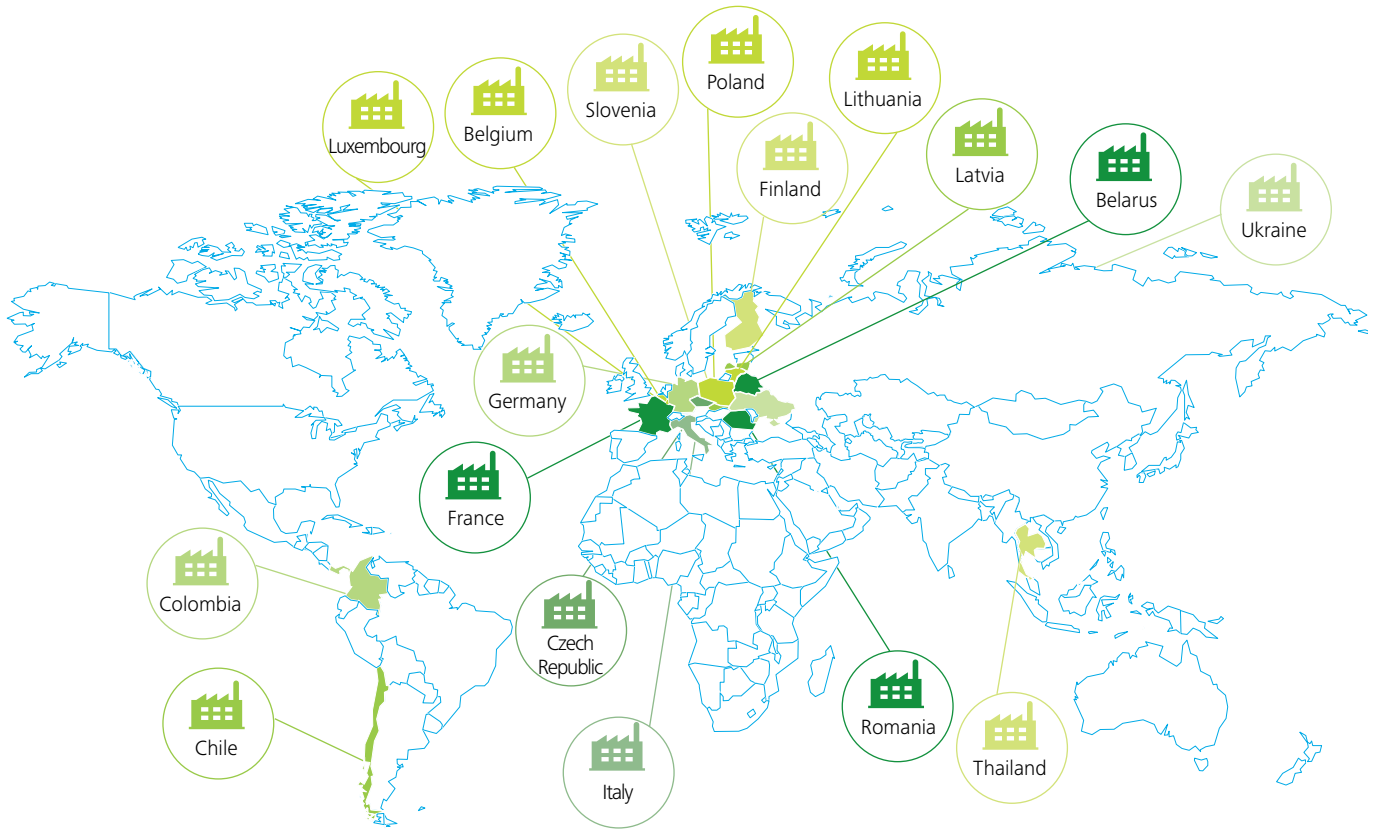 Poland
Lithuania
Slovenia
Belgium
Luxembourg
Finland
Latvia
Belarus
Ukraine
Germany
France
Colombia
Czech
Republic
Romania
Chile
Thailand
Italy